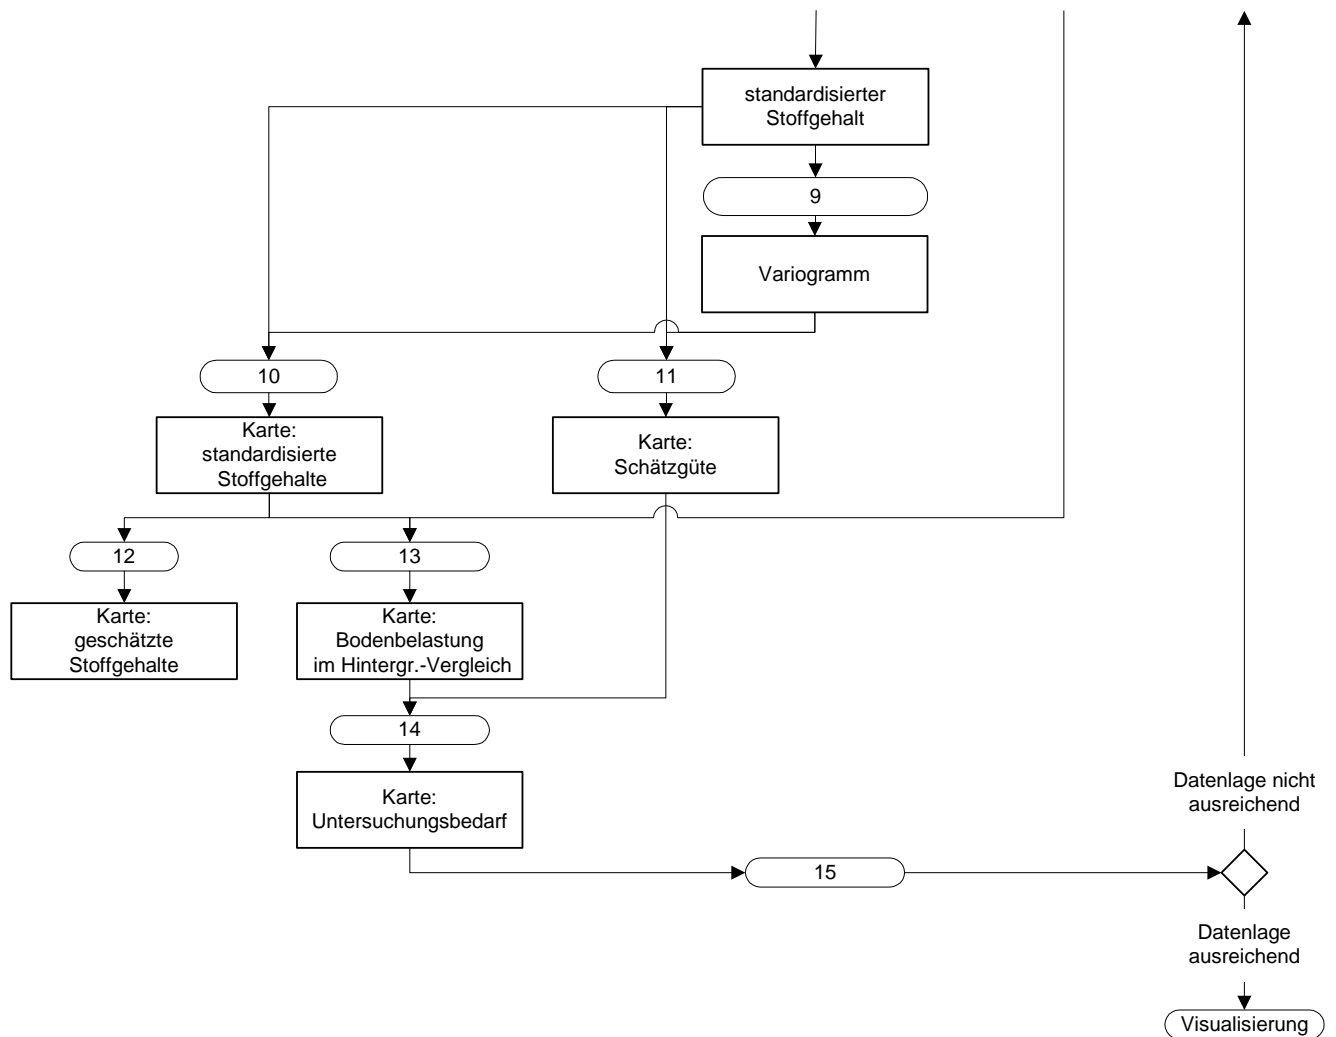 standardisierter
Stoffgehalt
9
Variogramm
10
11
Karte:
standardisierte
Stoffgehalte
Karte:
Schätzgüte
12
13
Karte:
geschätzte
Stoffgehalte
Karte:
Bodenbelastung
im Hintergr.-Vergleich
14
Karte:
Untersuchungsbedarf
Datenlage nicht
ausreichend
15
Datenlage
ausreichend
Visualisierung